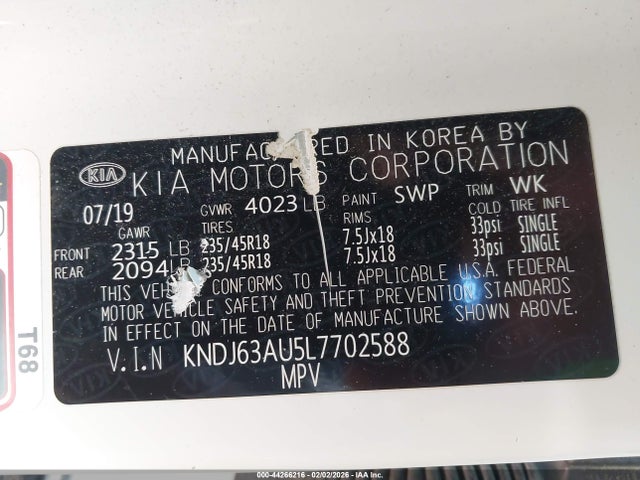 MANUFACTURED IN KOREA BY
KIA KIA MOTORS CORPORATION
07/19 GVWR 4023 LB PAINT SWP TRIM WK
GAWR TIRES RIMS COLD TIRE INFL
FRONT 2315 LB 235/45R18 7.5Jx18 33psi SINGLE
REAR 2094 LB 235/45R18 7.5Jx18 33psi SINGLE
THIS VEHICLE CONFORMS TO ALL APPLICABLE U.S.A. FEDERAL
MOTOR VEHICLE SAFETY AND THEFT PREVENTION STANDARDS
IN EFFECT ON THE DATE OF MANUFACTURE SHOWN ABOVE.
V.I.N KNDJ63AU5L7702588
MPV
T68
000-44266216 - 02/02/2026 - IAA Inc.